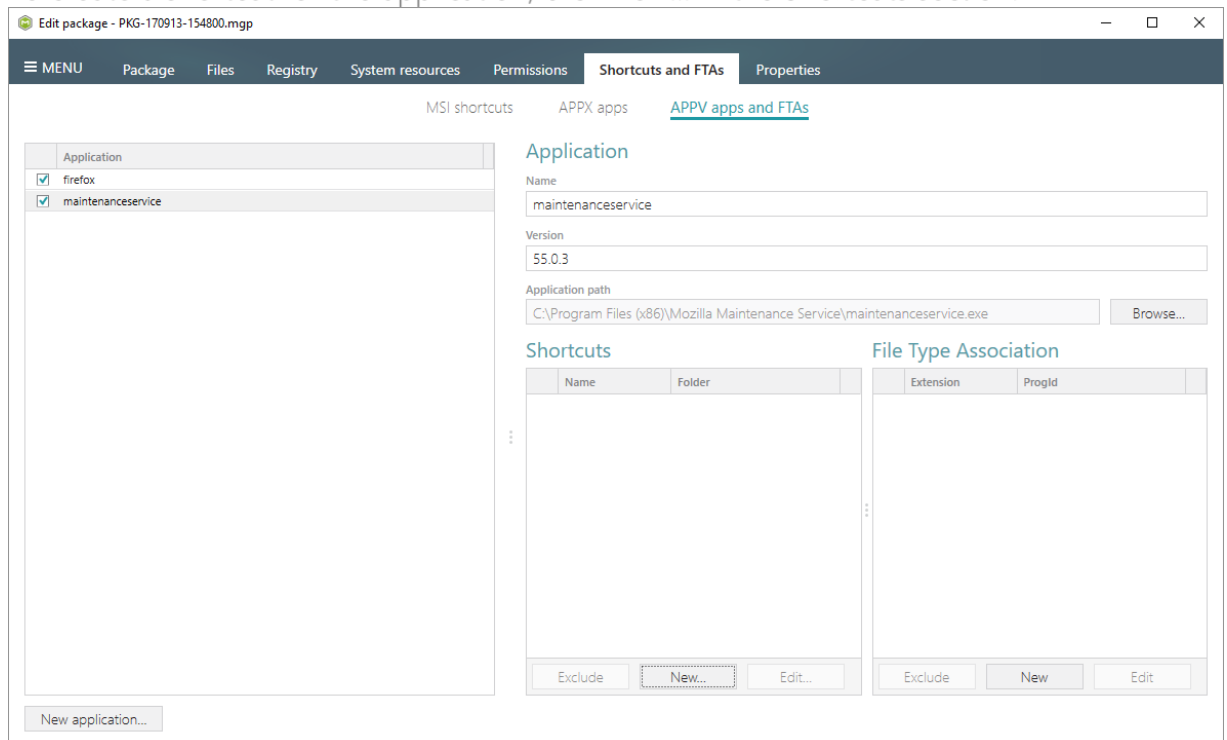 Edit package - PKG-170913-154800.mgp
MENU Package Files Registry System resources Permissions Shortcuts and FTAs Properties
MSI shortcuts APPX apps APPV apps and FTAs
Application
firefox
maintenanceservice
New application...
Application
Name
maintenanceservice
Version
55.0.3
Application path
C:\Program Files (x86)\Mozilla Maintenance Service\maintenanceservice.exe Browse...
Shortcuts
Name Folder
Exclude New... Edit...
File Type Association
Extension ProgId
Exclude New Edit